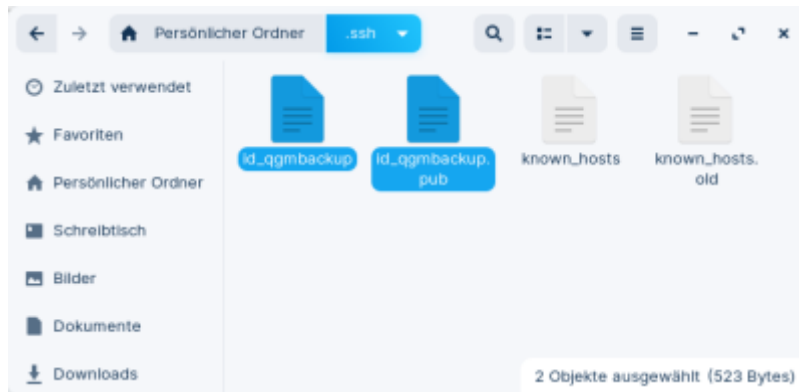 Persönlicher Ordner .ssh
Zuletzt verwendet
Favoriten
Persönlicher Ordner
Schreibtisch
Bilder
Dokumente
Downloads
id_qgmbackup
id_qgmbackup.
pub
known_hosts
known_hosts.
old
2 Objekte ausgewählt (523 Bytes)